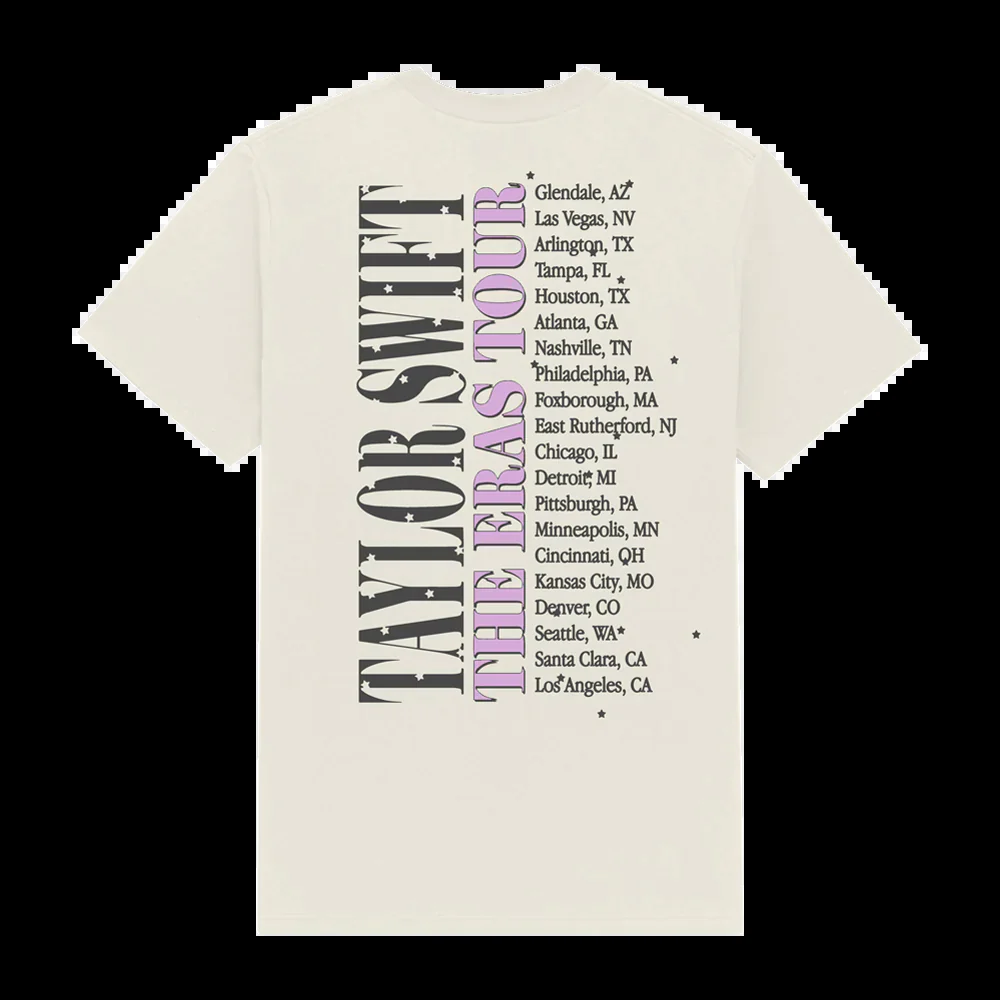 TAYLOR SWIFT
THE ERAS TOUR
Glendale, AZ
Las Vegas, NV
Arlington, TX
Tampa, FL
Houston, TX
Atlanta, GA
Nashville, TN
Philadelphia, PA
Foxborough, MA
East Rutherford, NJ
Chicago, IL
Detroit, MI
Pittsburgh, PA
Minneapolis, MN
Cincinnati, OH
Kansas City, MO
Denver, CO
Seattle, WA
Santa Clara, CA
Los Angeles, CA